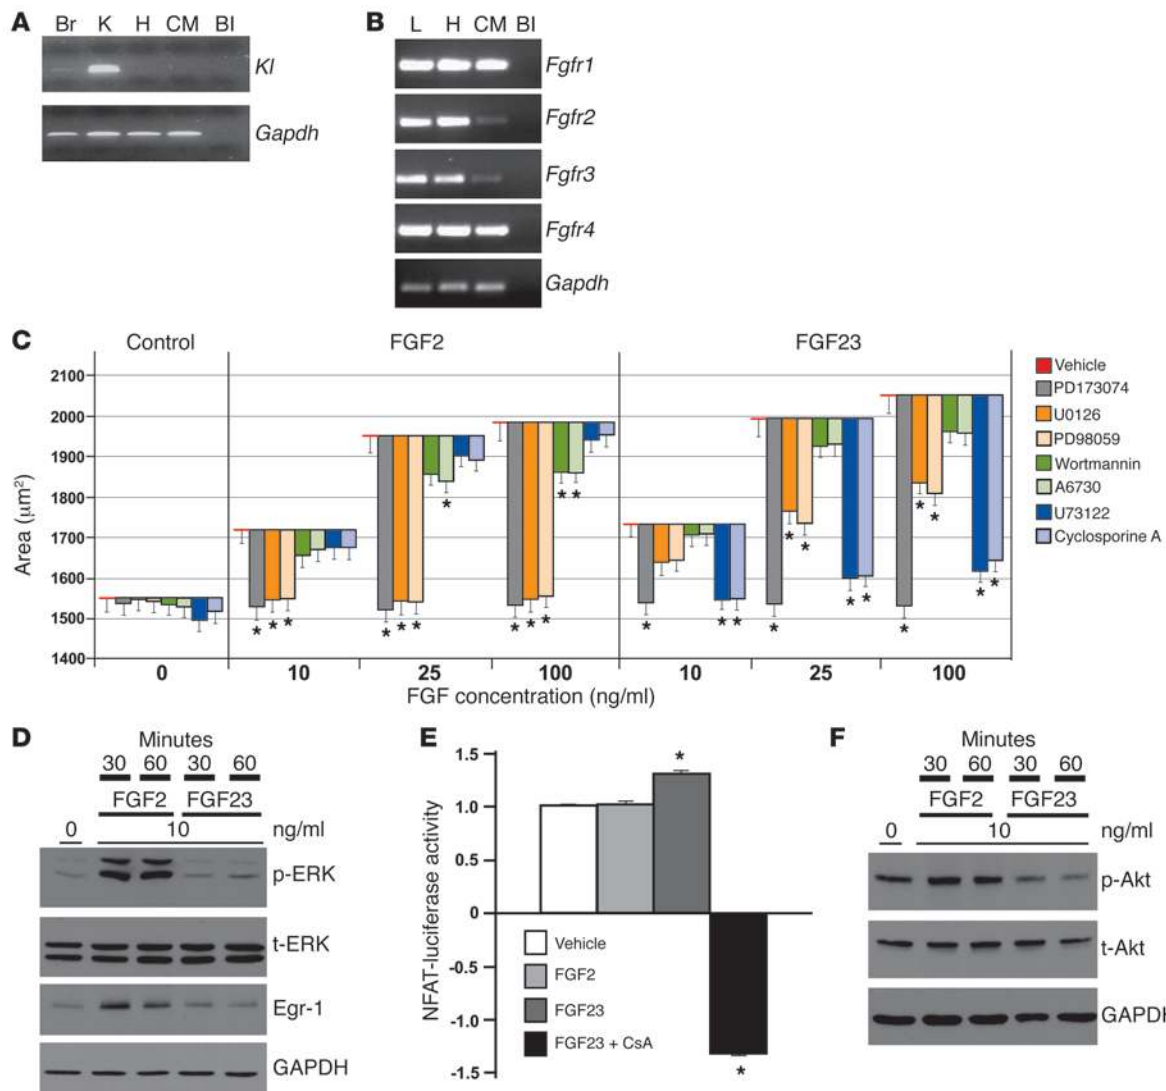 A
Br K H CM Bl
Kl
Gapdh
B
L H CM Bl
Fgfr1
Fgfr2
Fgfr3
Fgfr4
Gapdh
C
Control FGF2 FGF23
Area (μm²)
2100
2000
1900
1800
1700
1600
1500
1400
* * *
* * *
*
* * *
* *
* * *
* * *
* *
* * *
* *
0 10 25 100 10 25 100
FGF concentration (ng/ml)
Vehicle
PD173074
U0126
PD98059
Wortmannin
A6730
U73122
Cyclosporine A
D
Minutes
30 60 30 60
FGF2 FGF23
0 10 ng/ml
p-ERK
t-ERK
Egr-1
GAPDH
E
NFAT-luciferase activity
1.5
1.0
0.5
0
-0.5
-1.0
-1.5
*
*
Vehicle
FGF2
FGF23
FGF23 + CsA
F
Minutes
30 60 30 60
FGF2 FGF23
0 10 ng/ml
p-Akt
t-Akt
GAPDH